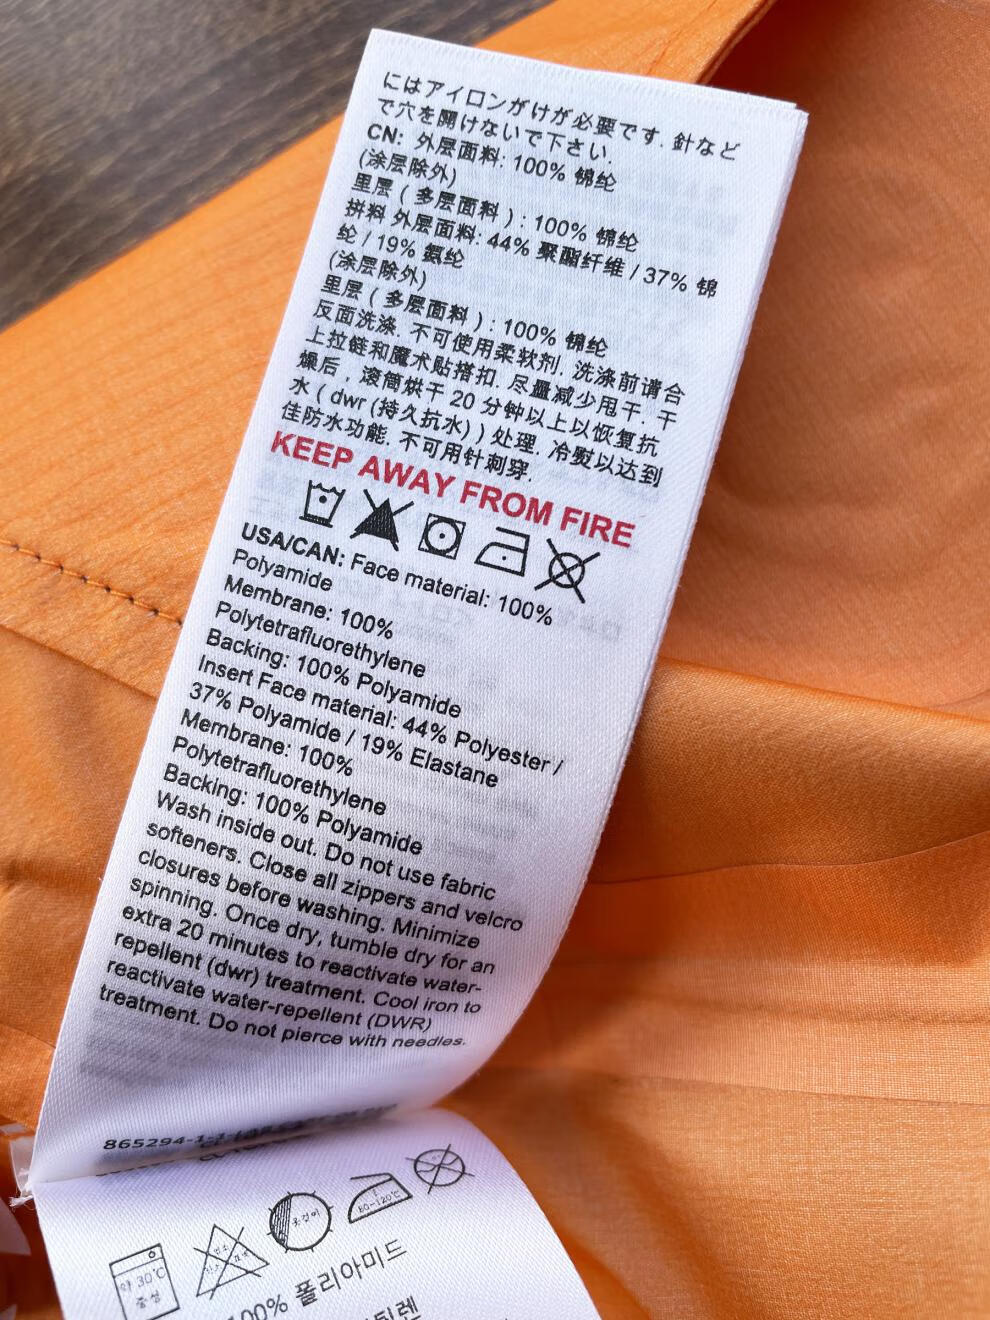 にはアイロンがけが必要です. 針など
で穴を開けないで下さい.
CN: 外层面料: 100% 锦纶
(涂层除外)
里层 ( 多层面料 ) : 100% 锦纶
拼料 外层面料: 44% 聚酯纤维 / 37% 锦
纶 / 19% 氨纶
(涂层除外)
里层 ( 多层面料 ) : 100% 锦纶
反面洗涤. 不可使用柔软剂. 洗涤前请合
上拉链和魔术贴搭扣. 尽量减少甩干. 干
燥后 , 滚筒烘干 20 分钟以上以恢复抗
水 ( dwr (持久抗水) ) 处理. 冷熨以达到
佳防水功能. 不可用针刺穿.
KEEP AWAY FROM FIRE
USA/CAN: Face material: 100%
Polyamide
Membrane: 100%
Polytetrafluorethylene
Backing: 100% Polyamide
Insert Face material: 44% Polyester /
37% Polyamide / 19% Elastane
Membrane: 100%
Polytetrafluorethylene
Backing: 100% Polyamide
Wash inside out. Do not use fabric
softeners. Close all zippers and velcro
closures before washing. Minimize
spinning. Once dry, tumble dry for an
extra 20 minutes to reactivate water-
repellent (dwr) treatment. Cool iron to
reactivate water-repellent (DWR)
treatment. Do not pierce with needles.
865294-1-1
약 30℃
중성
옷걸이
80-120℃
100% 폴리아미드